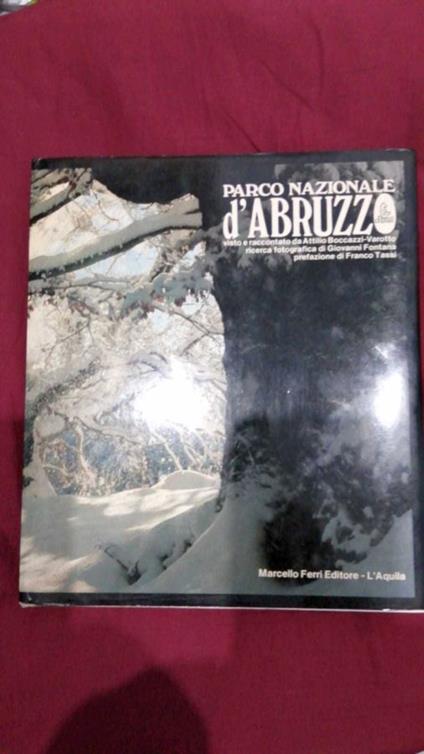 PARCO NAZIONALE
d'ABRUZZO
visto e raccontato da Attilio Boccazzi-Varotto
ricerca fotografica di Giovanni Fontana
prefazione di Franco Tassi
Marcello Ferri Editore - L'Aquila